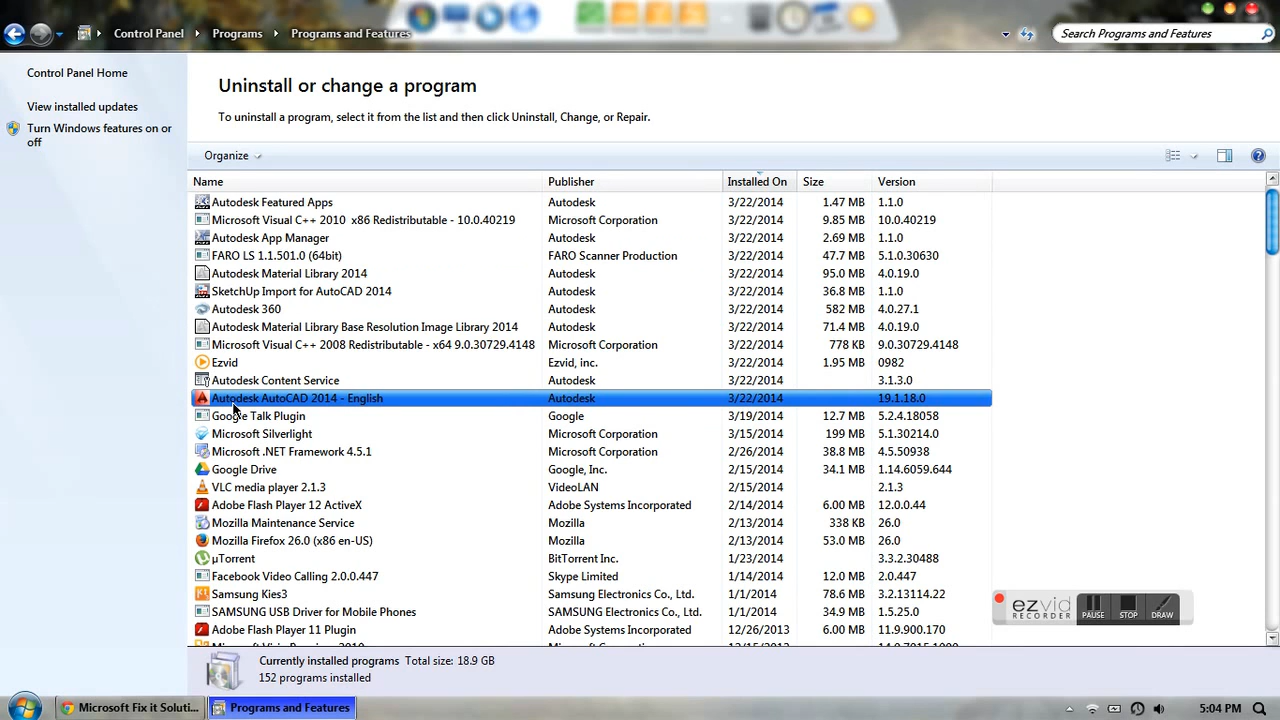 Control Panel Programs Programs and Features Search Programs and Features
Control Panel Home
View installed updates
Turn Windows features on or
off
Uninstall or change a program
To uninstall a program, select it from the list and then click Uninstall, Change, or Repair.
Organize
Name Publisher Installed On Size Version
Autodesk Featured Apps Autodesk 3/22/2014 1.47 MB 1.1.0
Microsoft Visual C++ 2010 x86 Redistributable - 10.0.40219 Microsoft Corporation 3/22/2014 9.85 MB 10.0.40219
Autodesk App Manager Autodesk 3/22/2014 2.69 MB 1.1.0
FARO LS 1.1.501.0 (64bit) FARO Scanner Production 3/22/2014 47.7 MB 5.1.0.30630
Autodesk Material Library 2014 Autodesk 3/22/2014 95.0 MB 4.0.19.0
SketchUp Import for AutoCAD 2014 Autodesk 3/22/2014 36.8 MB 1.1.0
Autodesk 360 Autodesk 3/22/2014 582 MB 4.0.27.1
Autodesk Material Library Base Resolution Image Library 2014 Autodesk 3/22/2014 71.4 MB 4.0.19.0
Microsoft Visual C++ 2008 Redistributable - x64 9.0.30729.4148 Microsoft Corporation 3/22/2014 778 KB 9.0.30729.4148
Ezvid Ezvid, inc. 3/22/2014 1.95 MB 0982
Autodesk Content Service Autodesk 3/22/2014 3.1.3.0
Autodesk AutoCAD 2014 - English Autodesk 3/22/2014 19.1.18.0
Google Talk Plugin Google 3/19/2014 12.7 MB 5.2.4.18058
Microsoft Silverlight Microsoft Corporation 3/15/2014 199 MB 5.1.30214.0
Microsoft .NET Framework 4.5.1 Microsoft Corporation 2/26/2014 38.8 MB 4.5.50938
Google Drive Google, Inc. 2/15/2014 34.1 MB 1.14.6059.644
VLC media player 2.1.3 VideoLAN 2/15/2014 2.1.3
Adobe Flash Player 12 ActiveX Adobe Systems Incorporated 2/14/2014 6.00 MB 12.0.0.44
Mozilla Maintenance Service Mozilla 2/13/2014 338 KB 26.0
Mozilla Firefox 26.0 (x86 en-US) Mozilla 2/13/2014 53.0 MB 26.0
µTorrent BitTorrent Inc. 1/23/2014 3.3.2.30488
Facebook Video Calling 2.0.0.447 Skype Limited 1/14/2014 12.0 MB 2.0.447
Samsung Kies3 Samsung Electronics Co., Ltd. 1/1/2014 78.6 MB 3.2.13114.22
SAMSUNG USB Driver for Mobile Phones SAMSUNG Electronics Co., Ltd. 1/1/2014 34.9 MB 1.5.25.0
Adobe Flash Player 11 Plugin Adobe Systems Incorporated 12/26/2013 6.00 MB 11.9.900.170
ezvid
RECORDER PAUSE STOP DRAW
Currently installed programs Total size: 18.9 GB
152 programs installed
Microsoft Fix it Soluti... Programs and Features 5:04 PM